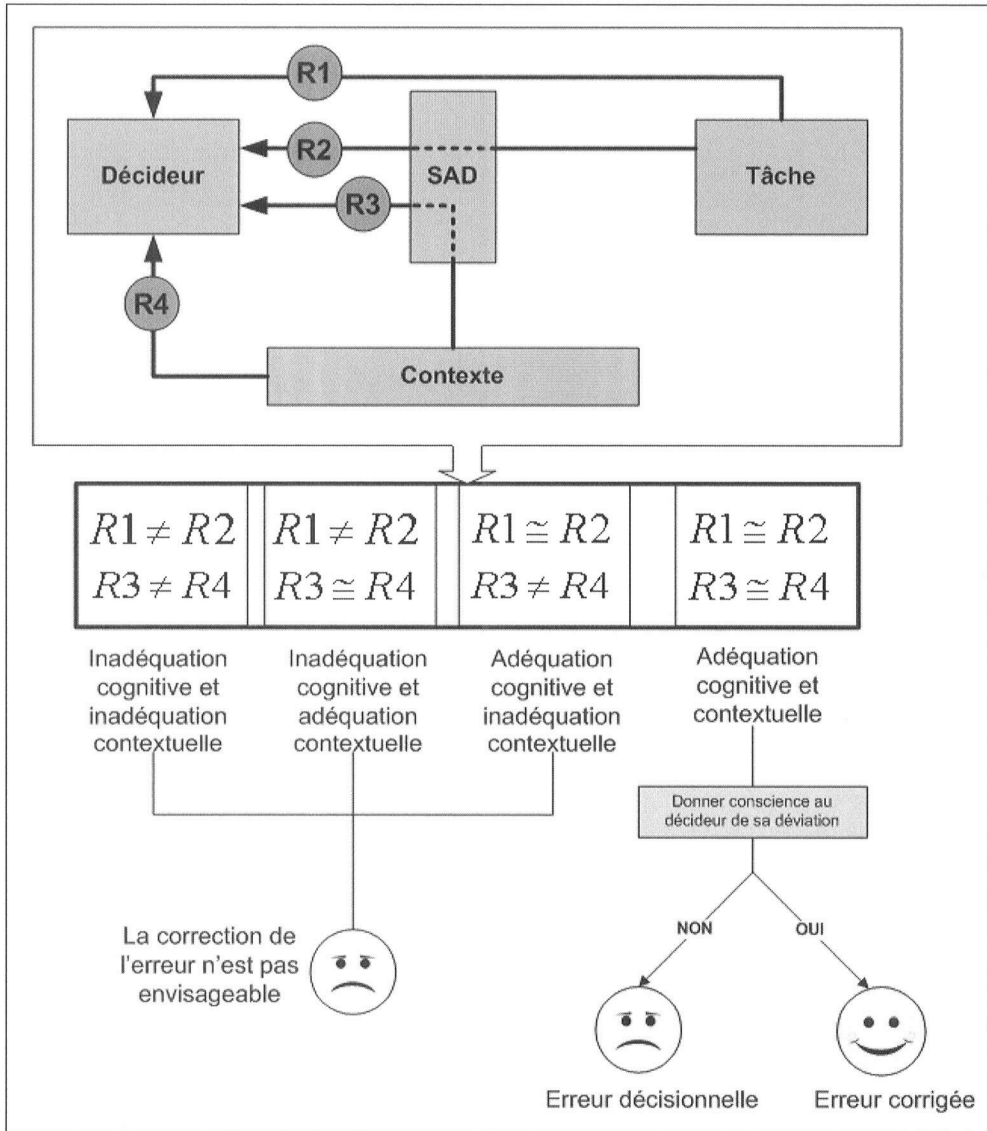 R1
R2
Décideur
SAD
Tâche
R3
R4
Contexte
R1 ≠ R2
R3 ≠ R4
R1 ≠ R2
R3 ≅ R4
R1 ≅ R2
R3 ≠ R4
R1 ≅ R2
R3 ≅ R4
Inadéquation
cognitive et
inadéquation
contextuelle
Inadéquation
cognitive et
adéquation
contextuelle
Adéquation
cognitive et
inadéquation
contextuelle
Adéquation
cognitive et
contextuelle
Donner conscience au
décideur de sa déviation
NON
OUI
La correction de
l'erreur n'est pas
envisageable
Erreur décisionnelle
Erreur corrigée